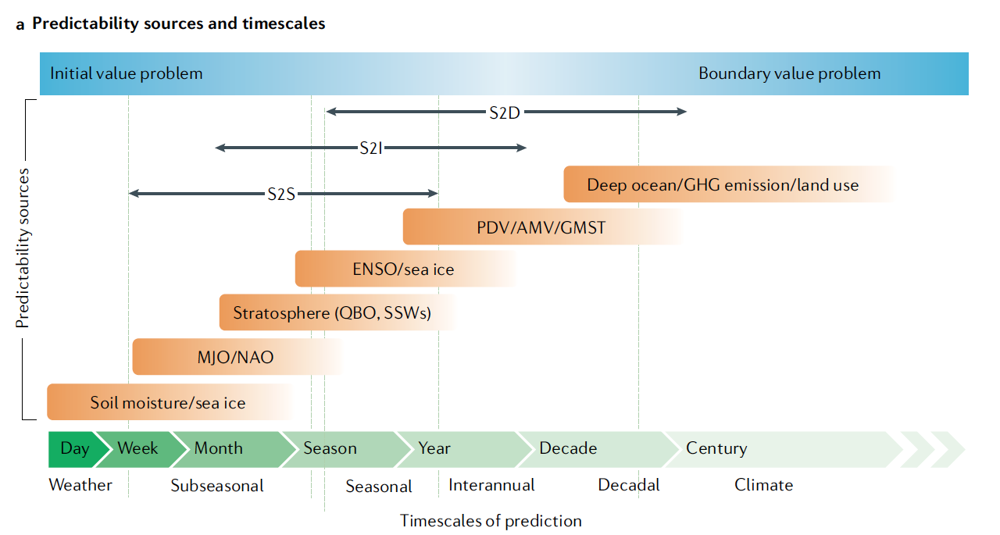 a Predictability sources and timescales
Initial value problem
Boundary value problem
S2D
S2I
S2S
Predictability sources
Deep ocean/GHG emission/land use
PDV/AMV/GMST
ENSO/sea ice
Stratosphere (QBO, SSWs)
MJO/NAO
Soil moisture/sea ice
Day
Week
Month
Season
Year
Decade
Century
Weather
Subseasonal
Seasonal
Interannual
Decadal
Climate
Timescales of prediction